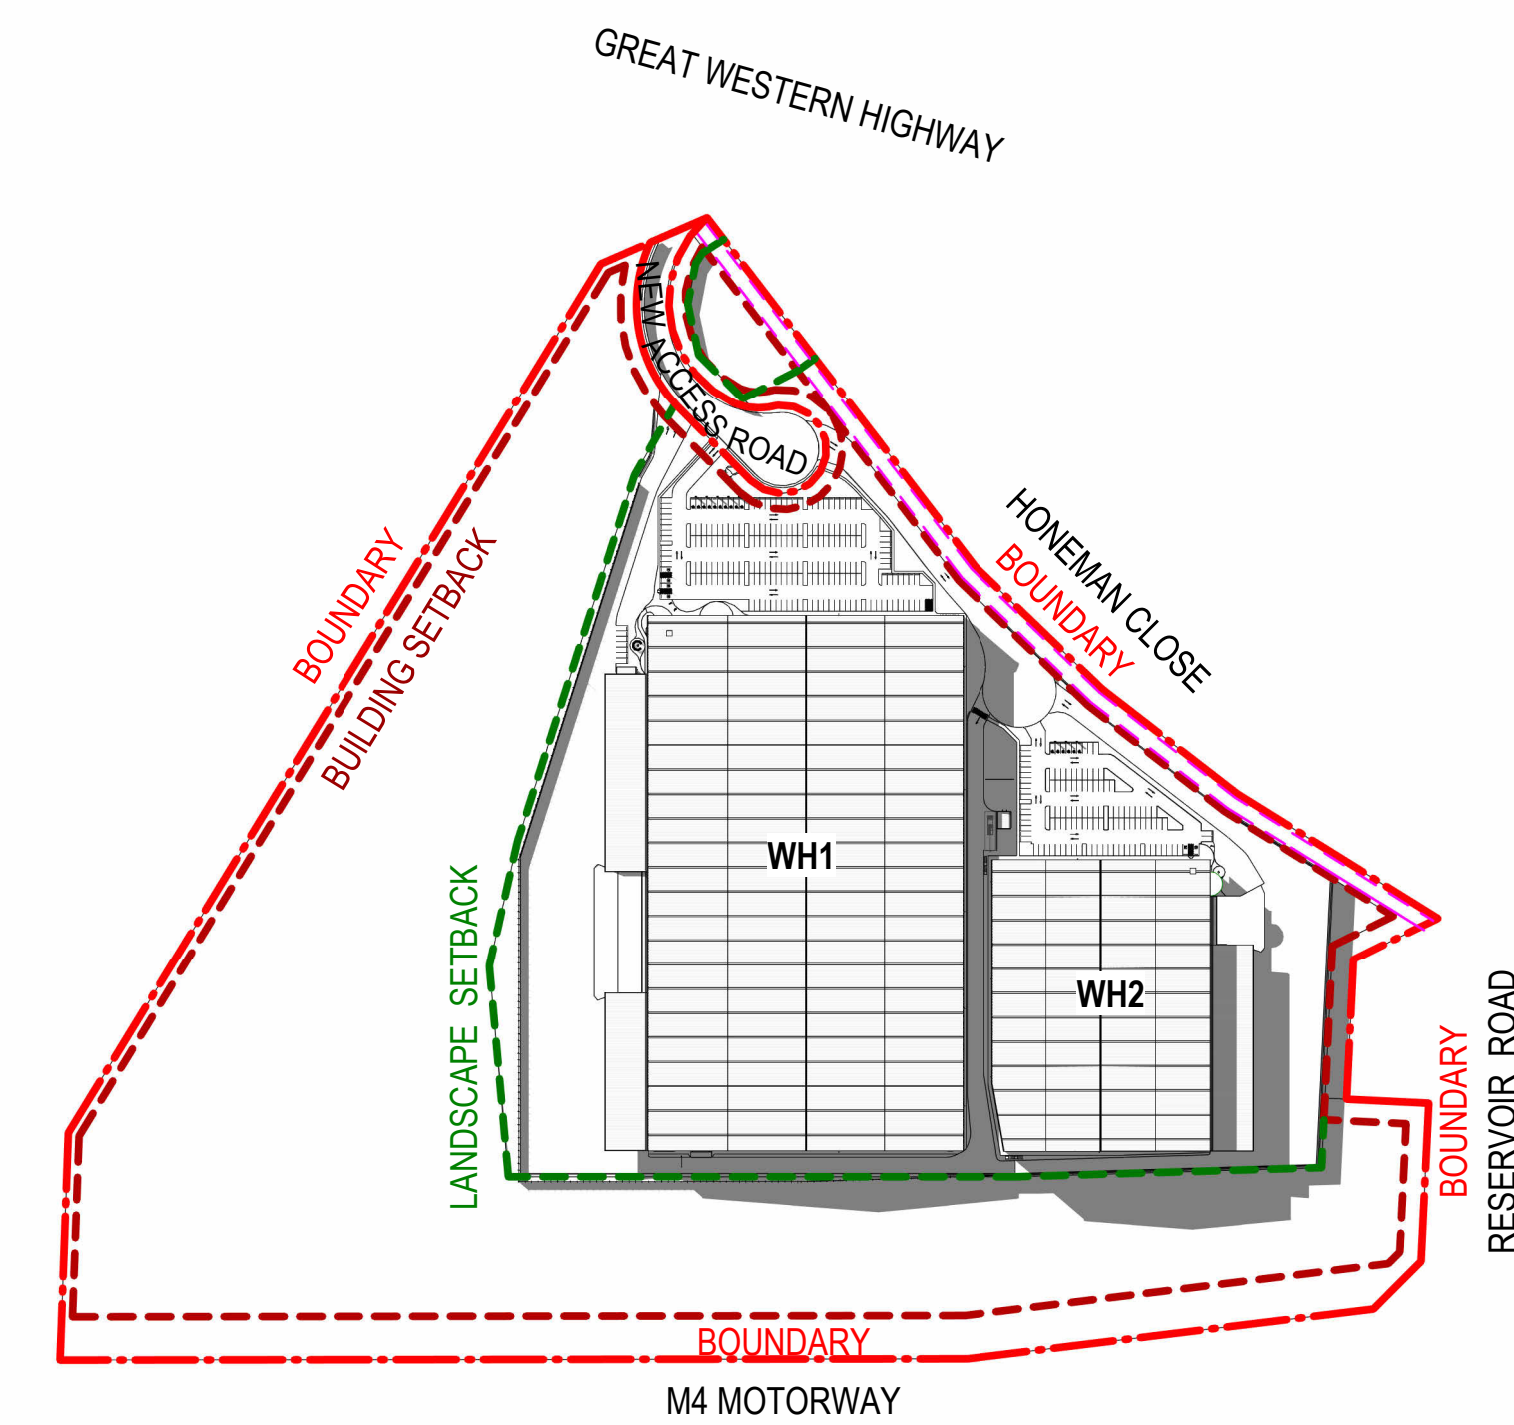 GREAT WESTERN HIGHWAY
NEW ACCESS ROAD
HONEMAN CLOSE
BOUNDARY
BOUNDARY
BUILDING SETBACK
WH1
WH2
LANDSCAPE SETBACK
BOUNDARY
RESERVOIR ROAD
BOUNDARY
M4 MOTORWAY